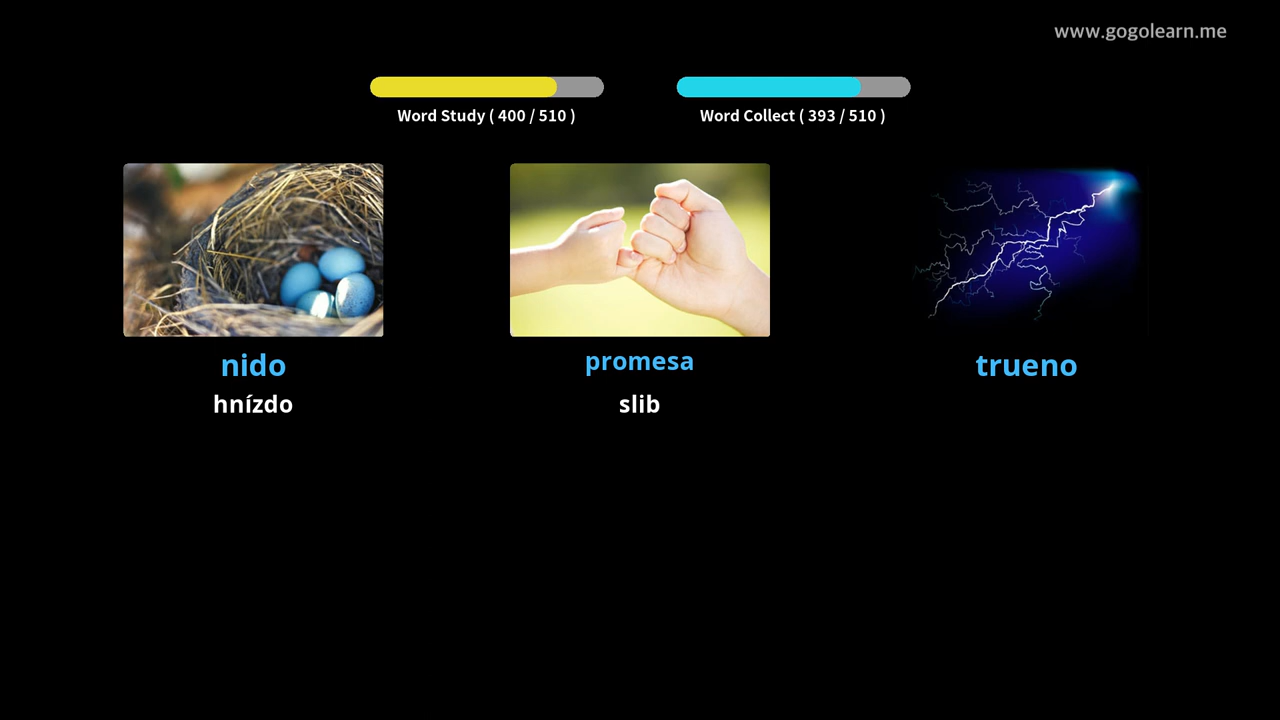 www.gogolearn.me
Word Study ( 400 / 510 )
Word Collect ( 393 / 510 )
nido
hnízdo
promesa
slib
trueno